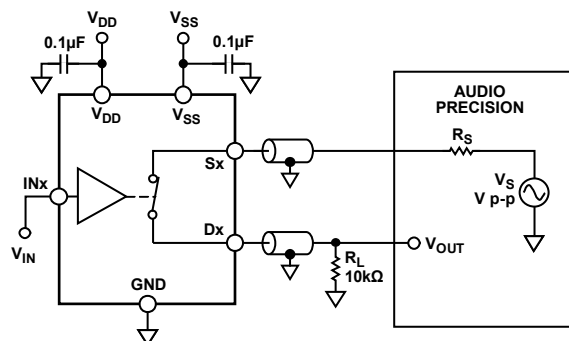 VDD
VSS
0.1µF
0.1µF
VDD
VSS
AUDIO
PRECISION
RS
Sx
VS
V p-p
INx
Dx
VOUT
VIN
RL
10kΩ
GND